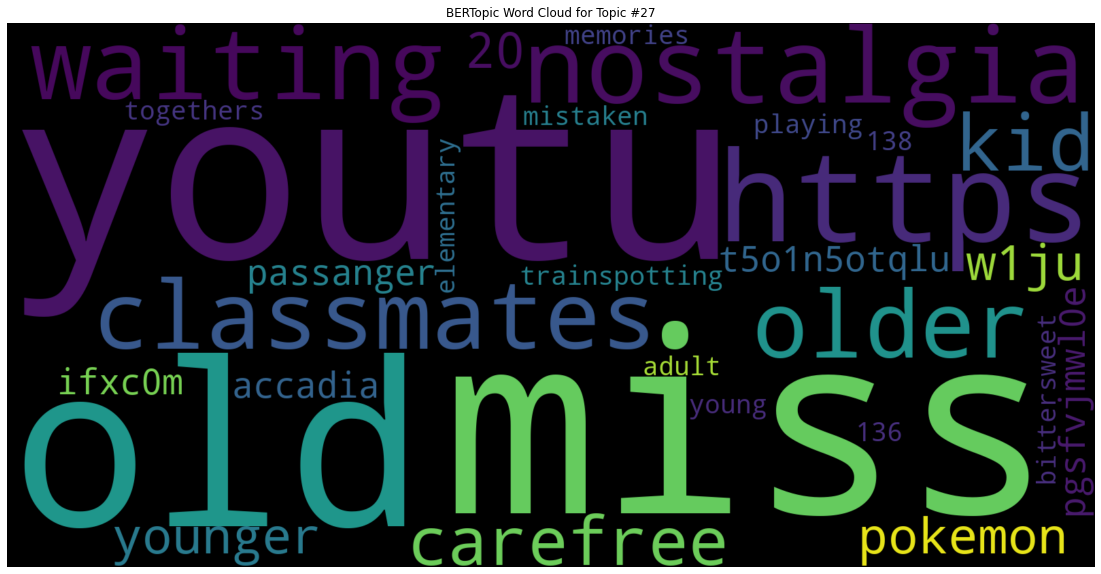 BERTopic Word Cloud for Topic #27
waiting
20
memories
nostalgia
togethers
mistaken
playing
138
kid
youtu
elementary
https
passanger
trainspotting
t5o1n5otqlu
w1ju
classmates
older
ifxc0m
accadia
adult
young
136
bittersweet
pgsfvjmwl0e
old
miss
younger
carefree
pokemon